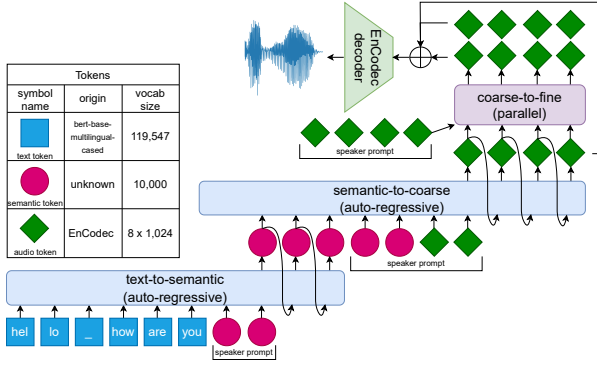 EnCodec
decoder
Tokens
symbol
name
origin
vocab
size
text token
bert-base-
multilingual-
cased
119,547
semantic token
unknown
10,000
audio token
EnCodec
8 x 1,024
coarse-to-fine
(parallel)
speaker prompt
semantic-to-coarse
(auto-regressive)
speaker prompt
text-to-semantic
(auto-regressive)
hel lo _ how are you
speaker prompt